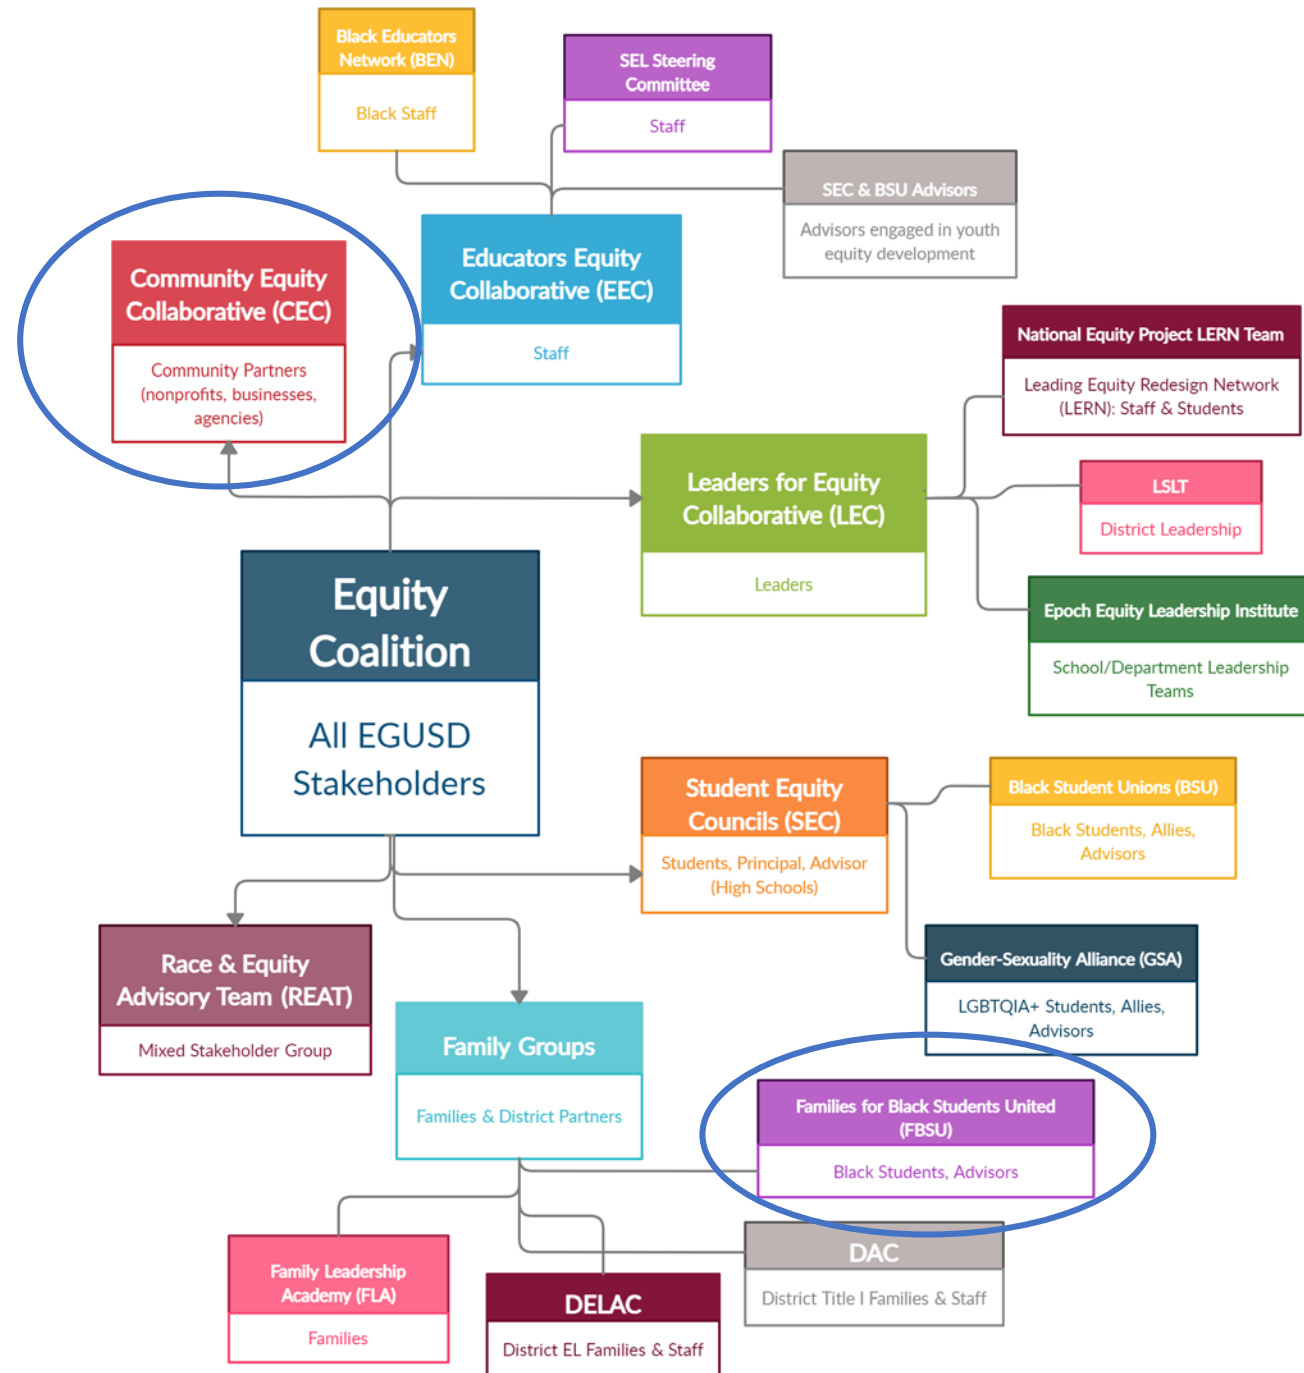 Black Educators
Network (BEN)
Black Staff
SEL Steering
Committee
Staff
SEC & BSU Advisors
Advisors engaged in youth
equity development
Community Equity
Collaborative (CEC)
Community Partners
(nonprofits, businesses,
agencies)
Educators Equity
Collaborative (EEC)
Staff
National Equity Project LERN Team
Leading Equity Redesign Network
(LERN): Staff & Students
Leaders for Equity
Collaborative (LEC)
Leaders
LSLT
District Leadership
Epoch Equity Leadership Institute
School/Department Leadership
Teams
Equity
Coalition
All EGUSD
Stakeholders
Student Equity
Councils (SEC)
Students, Principal, Advisor
(High Schools)
Black Student Unions (BSU)
Black Students, Allies,
Advisors
Gender-Sexuality Alliance (GSA)
LGBTQIA+ Students, Allies,
Advisors
Race & Equity
Advisory Team (REAT)
Mixed Stakeholder Group
Family Groups
Families & District Partners
Families for Black Students United
(FBSU)
Black Students, Advisors
Family Leadership
Academy (FLA)
Families
DELAC
District EL Families & Staff
DAC
District Title I Families & Staff